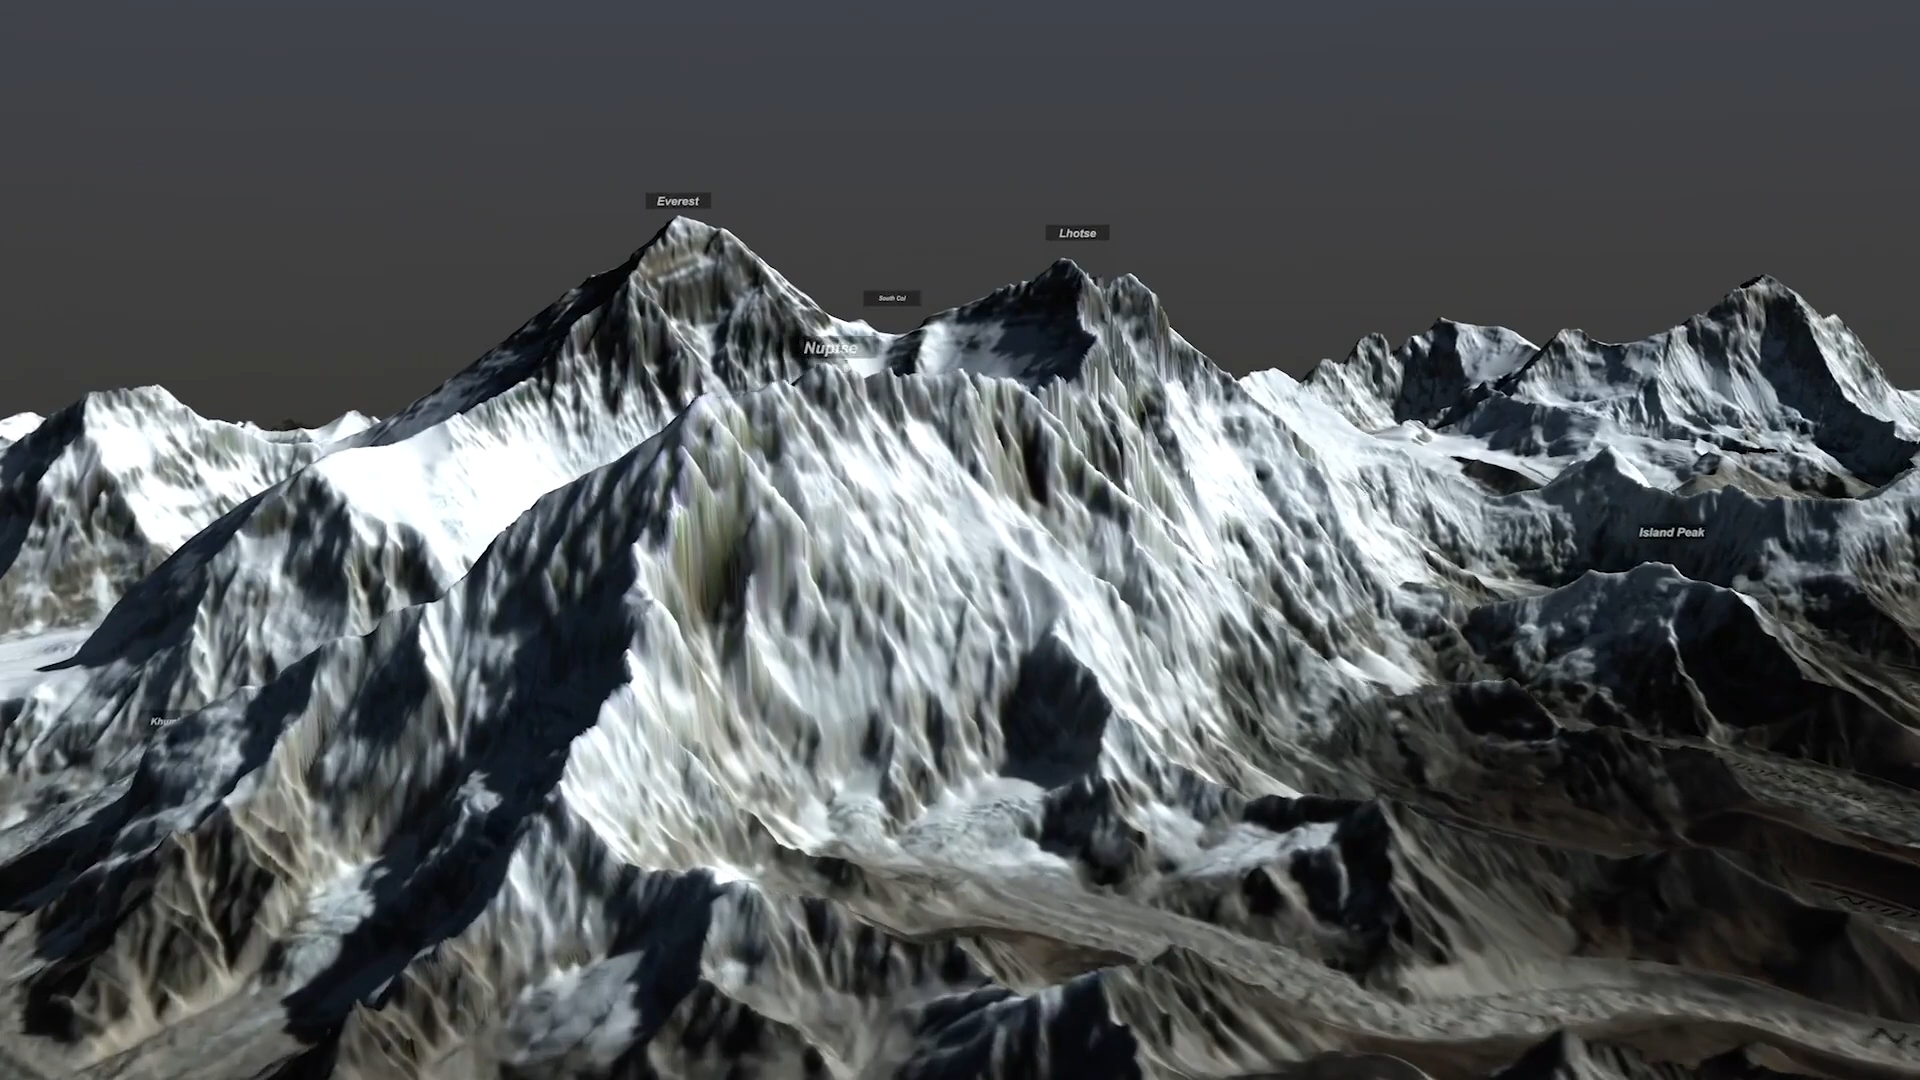 Everest
Lhotse
South Col
Nuptse
Island Peak